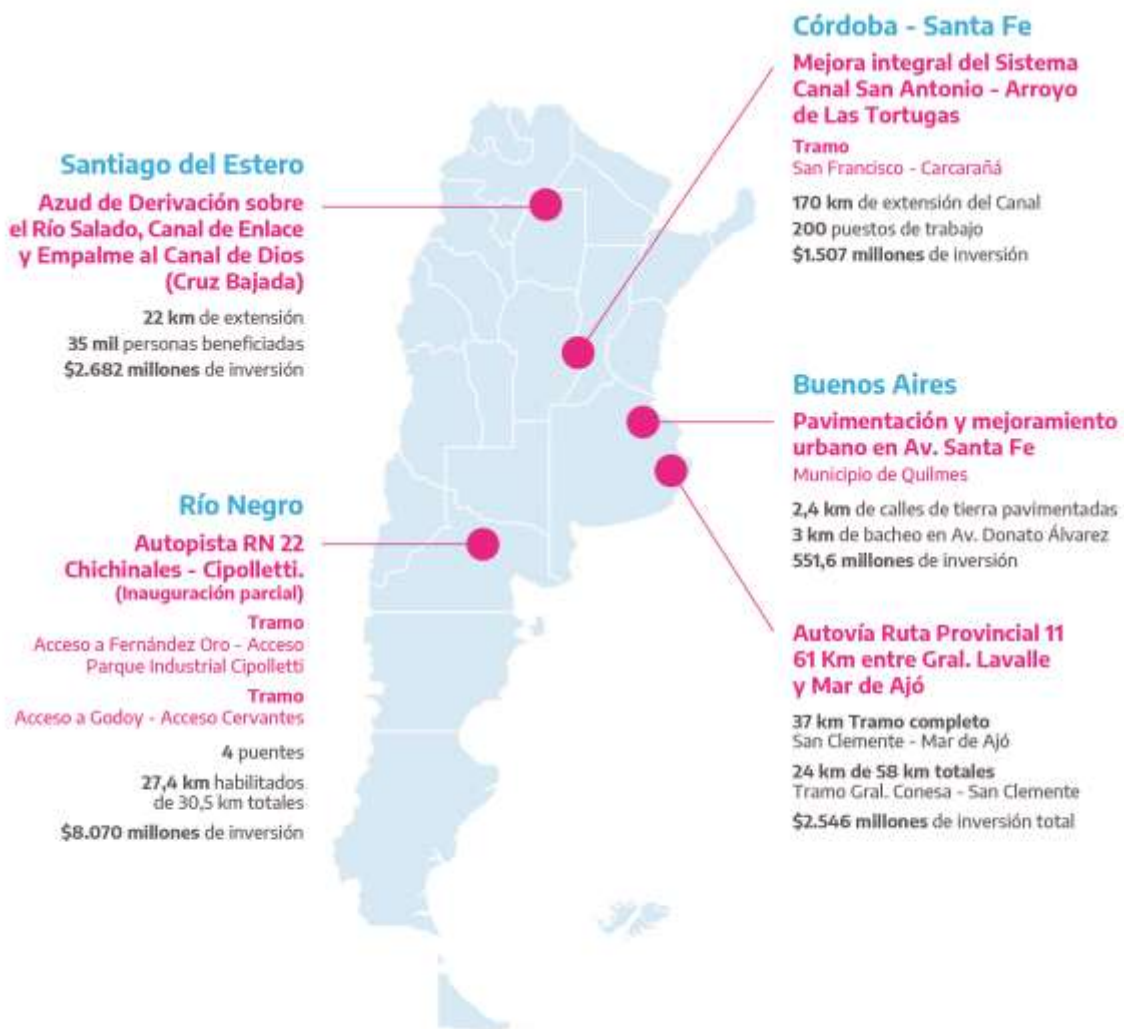 Santiago del Estero
Azud de Derivación sobre
el Río Salado, Canal de Enlace
y Empalme al Canal de Dios
(Cruz Bajada)
22 km de extensión
35 mil personas beneficiadas
$2.682 millones de inversión
Río Negro
Autopista RN 22
Chichinales - Cipolletti.
(Inauguración parcial)
Tramo
Acceso a Fernández Oro - Acceso
Parque Industrial Cipolletti
Tramo
Acceso a Godoy - Acceso Cervantes
4 puentes
27,4 km habilitados
de 30,5 km totales
$8.070 millones de inversión
Córdoba - Santa Fe
Mejora integral del Sistema
Canal San Antonio - Arroyo
de Las Tortugas
Tramo
San Francisco - Carcarañá
170 km de extensión del Canal
200 puestos de trabajo
$1.507 millones de inversión
Buenos Aires
Pavimentación y mejoramiento
urbano en Av. Santa Fe
Municipio de Quilmes
2,4 km de calles de tierra pavimentadas
3 km de bacheo en Av. Donato Álvarez
551,6 millones de inversión
Autovía Ruta Provincial 11
61 Km entre Gral. Lavalle
y Mar de Ajó
37 km Tramo completo
San Clemente - Mar de Ajó
24 km de 58 km totales
Tramo Gral. Conesa - San Clemente
$2.546 millones de inversión total